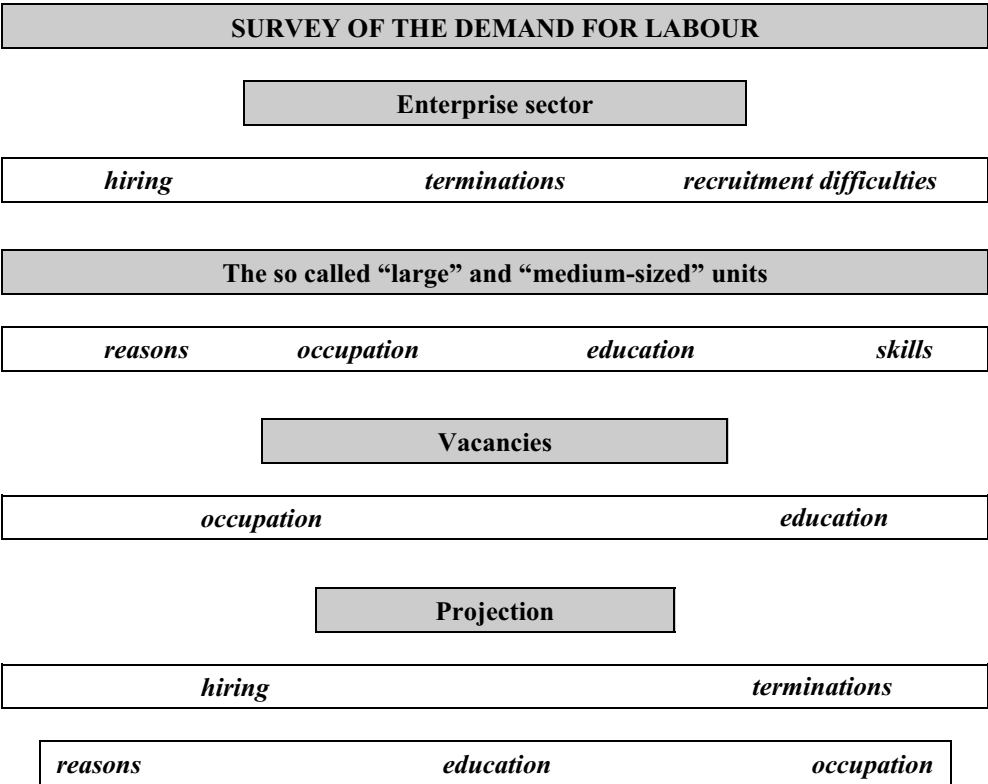 SURVEY OF THE DEMAND FOR LABOUR
Enterprise sector
hiring terminations recruitment difficulties
The so called “large” and “medium-sized” units
reasons occupation education skills
Vacancies
occupation education
Projection
hiring terminations
reasons education occupation